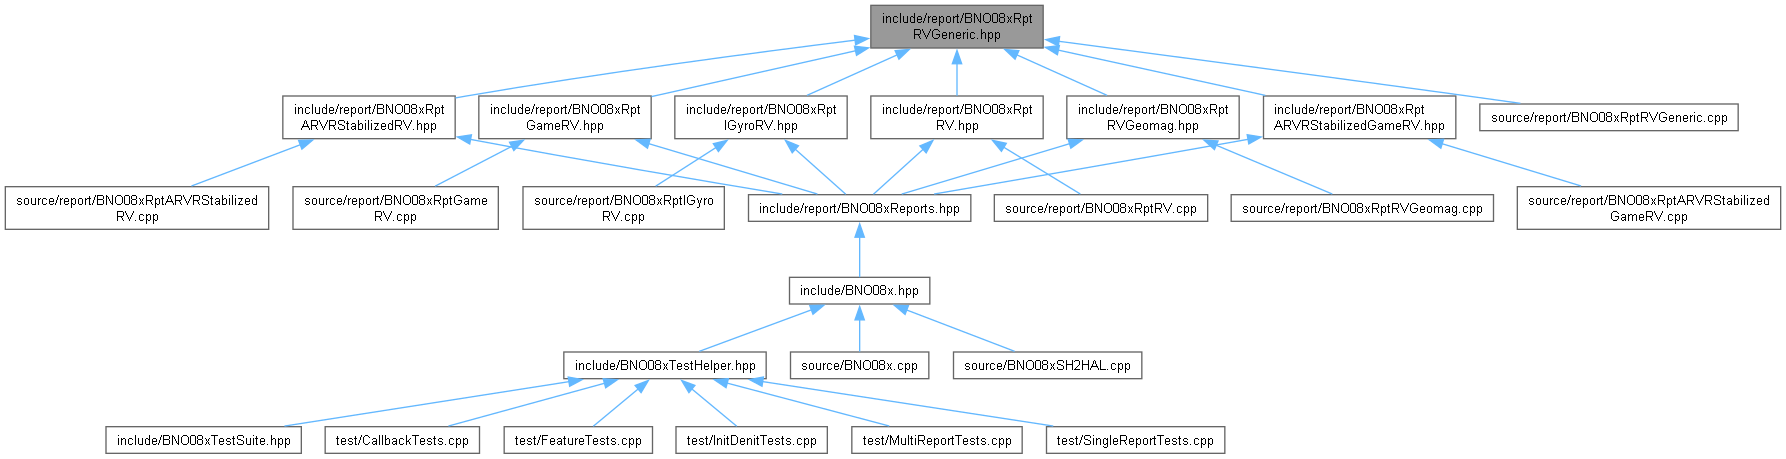 include/report/BNO08xRpt
RVGeneric.hpp
include/report/BNO08xRpt
ARVRStabilizedRV.hpp
include/report/BNO08xRpt
GameRV.hpp
include/report/BNO08xRpt
IGyroRV.hpp
include/report/BNO08xRpt
RV.hpp
include/report/BNO08xRpt
RVGeomag.hpp
include/report/BNO08xRpt
ARVRStabilizedGameRV.hpp
source/report/BNO08xRptRVGeneric.cpp
source/report/BNO08xRptARVRStabilized
RV.cpp
source/report/BNO08xRptGame
RV.cpp
source/report/BNO08xRptIGyro
RV.cpp
include/report/BNO08xReports.hpp
source/report/BNO08xRptRV.cpp
source/report/BNO08xRptRVGeomag.cpp
source/report/BNO08xRptARVRStabilized
GameRV.cpp
include/BNO08x.hpp
include/BNO08xTestHelper.hpp
source/BNO08x.cpp
source/BNO08xSH2HAL.cpp
include/BNO08xTestSuite.hpp
test/CallbackTests.cpp
test/FeatureTests.cpp
test/InitDenitTests.cpp
test/MultiReportTests.cpp
test/SingleReportTests.cpp